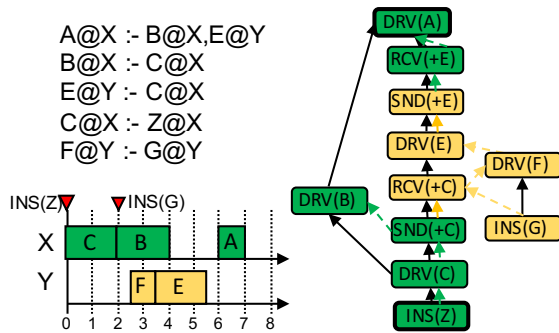 A@X :- B@X,E@Y
B@X :- C@X
E@Y :- C@X
C@X :- Z@X
F@Y :- G@Y
INS(Z)
INS(G)
X
C
B
A
Y
F
E
0 1 2 3 4 5 6 7 8
DRV(A)
RCV(+E)
SND(+E)
DRV(E)
DRV(F)
RCV(+C)
DRV(B)
INS(G)
SND(+C)
DRV(C)
INS(Z)